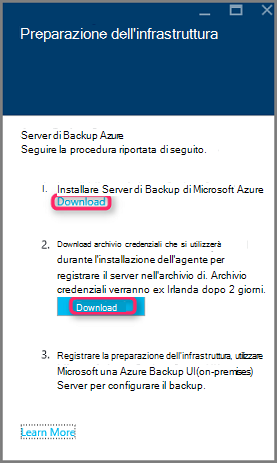 Preparazione dell'infrastruttura
Server di Backup Azure
Seguire la procedura riportata di seguito.
1. Installare Server di Backup di Microsoft Azure
Download
2. Download archivio credenziali che si utilizzerà
durante l'installazione dell'agente per
registrare il server nell'archivio di. Archivio
credenziali verranno ex Irlanda dopo 2 giorni.
Download
3. Registrare la preparazione dell'infrastruttura, utilizzare
Microsoft una Azure Backup UI(on-premises)
Server per configurare il backup.
Learn More